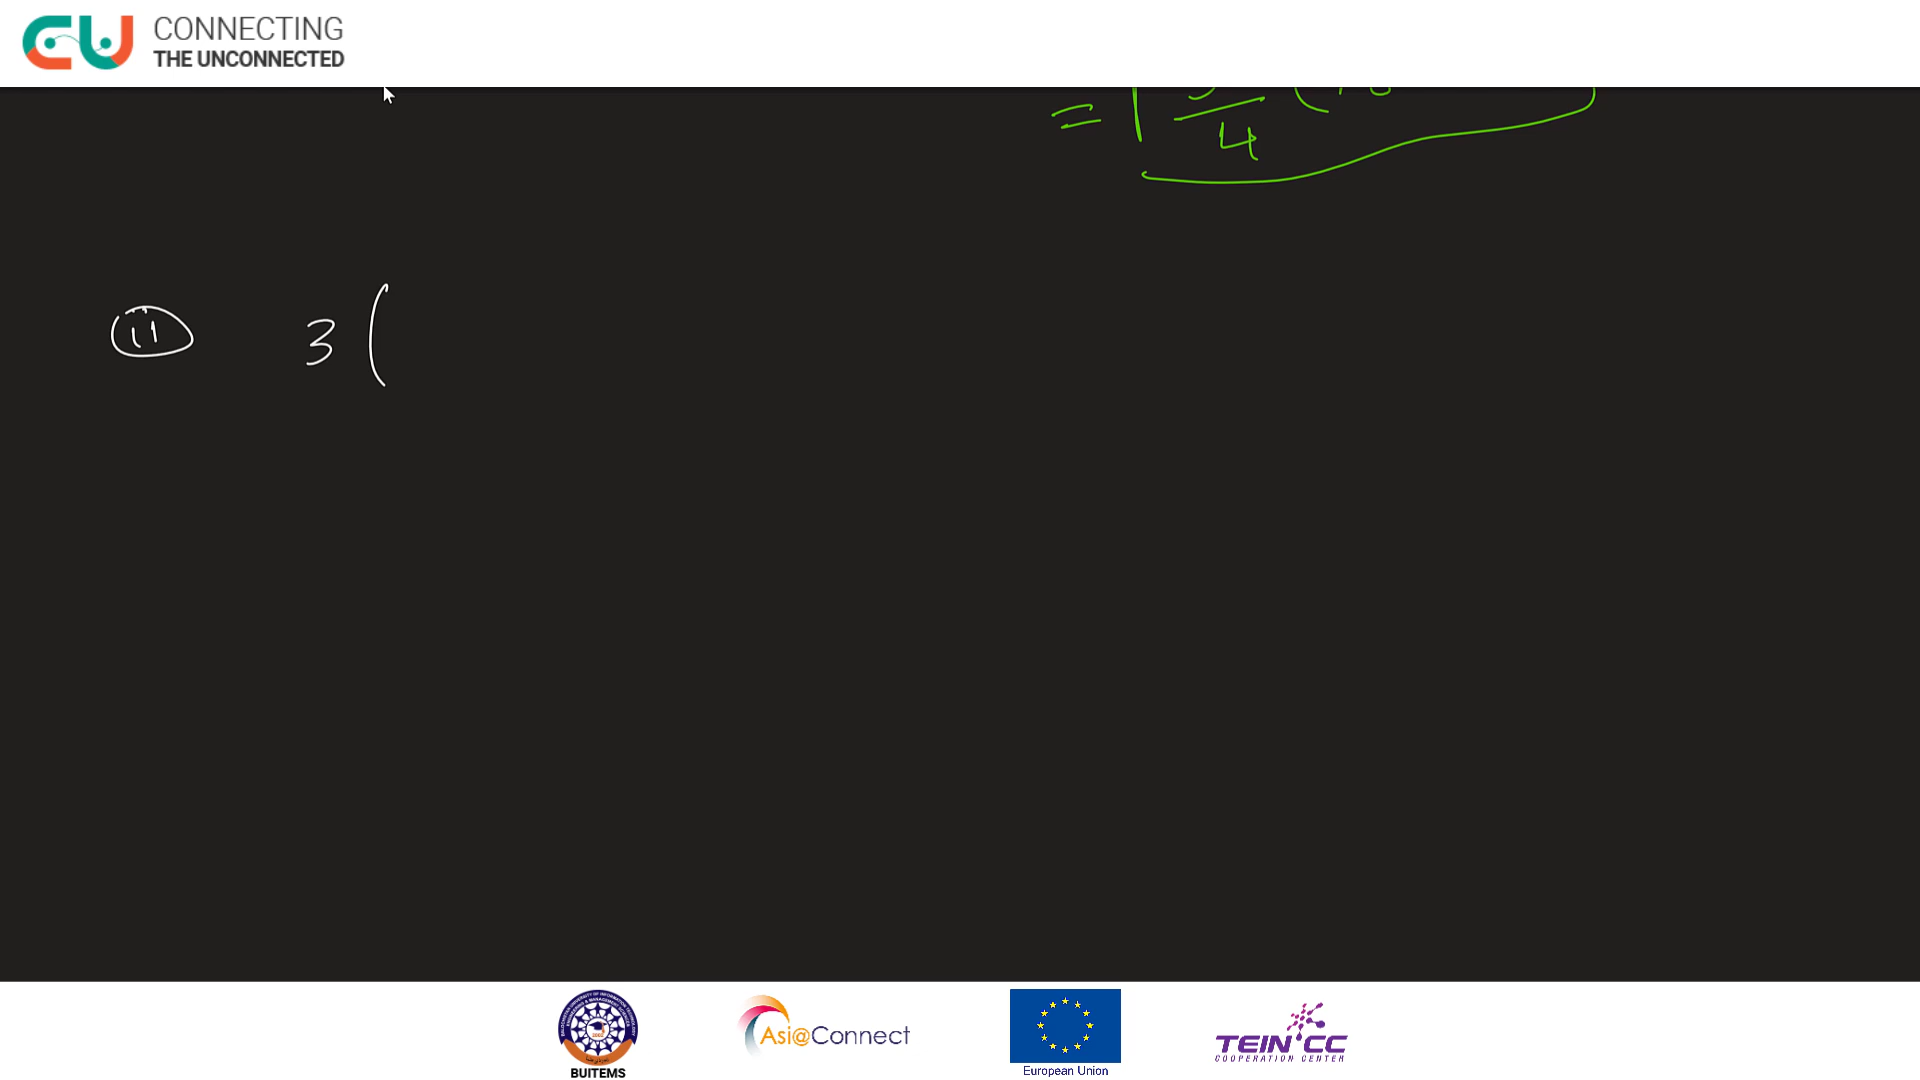 CONNECTING
THE UNCONNECTED
=
4
(ii) 3 (
BUITEMS
Asi@Connect
European Union
TEIN*CC
COOPERATION CENTER